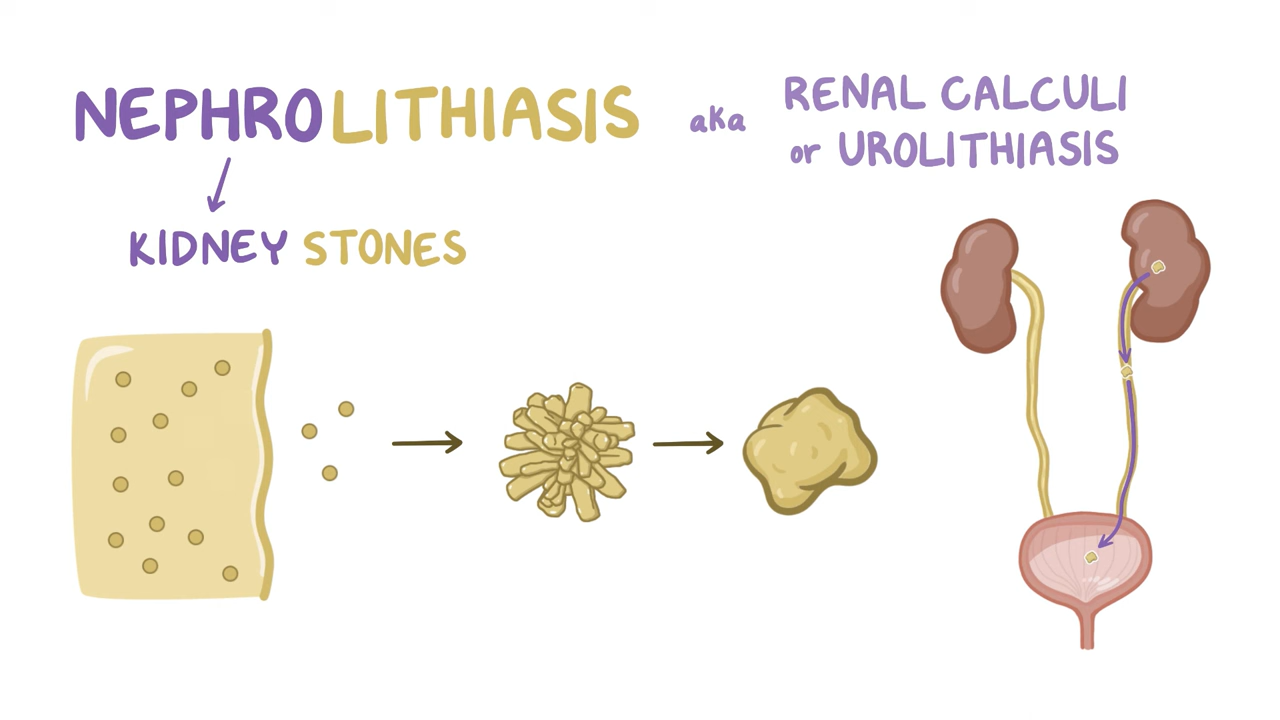 NEPHROLITHIASIS
aka
RENAL CALCULI
or UROLITHIASIS
KIDNEY STONES